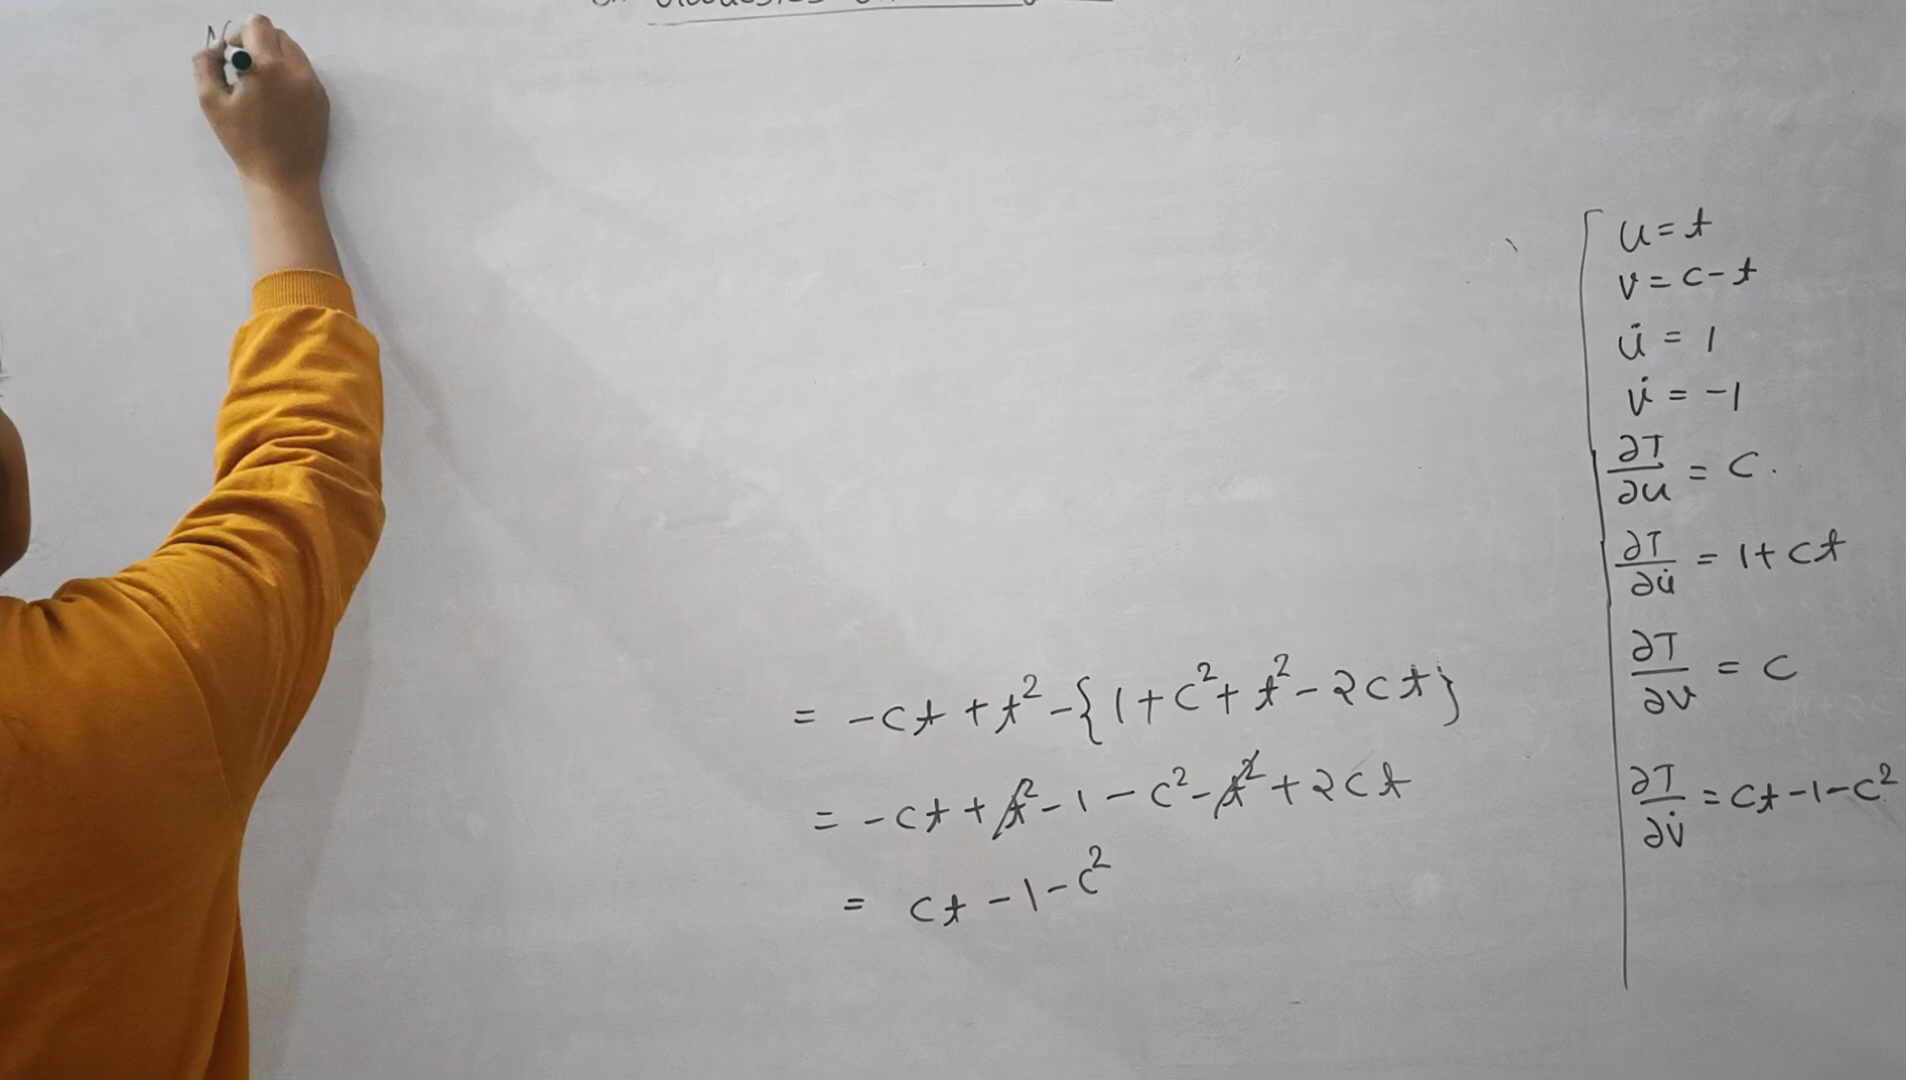 = -ct + t² - {1 + c² + t² - 2ct}
= -ct + t² - 1 - c² - t² + 2ct
= ct - 1 - c²
u = t
v = c - t
u̇ = 1
v̇ = -1
∂T/∂u = c.
∂T/∂u̇ = 1 + ct
∂T/∂v = c
∂T/∂v̇ = ct - 1 - c²